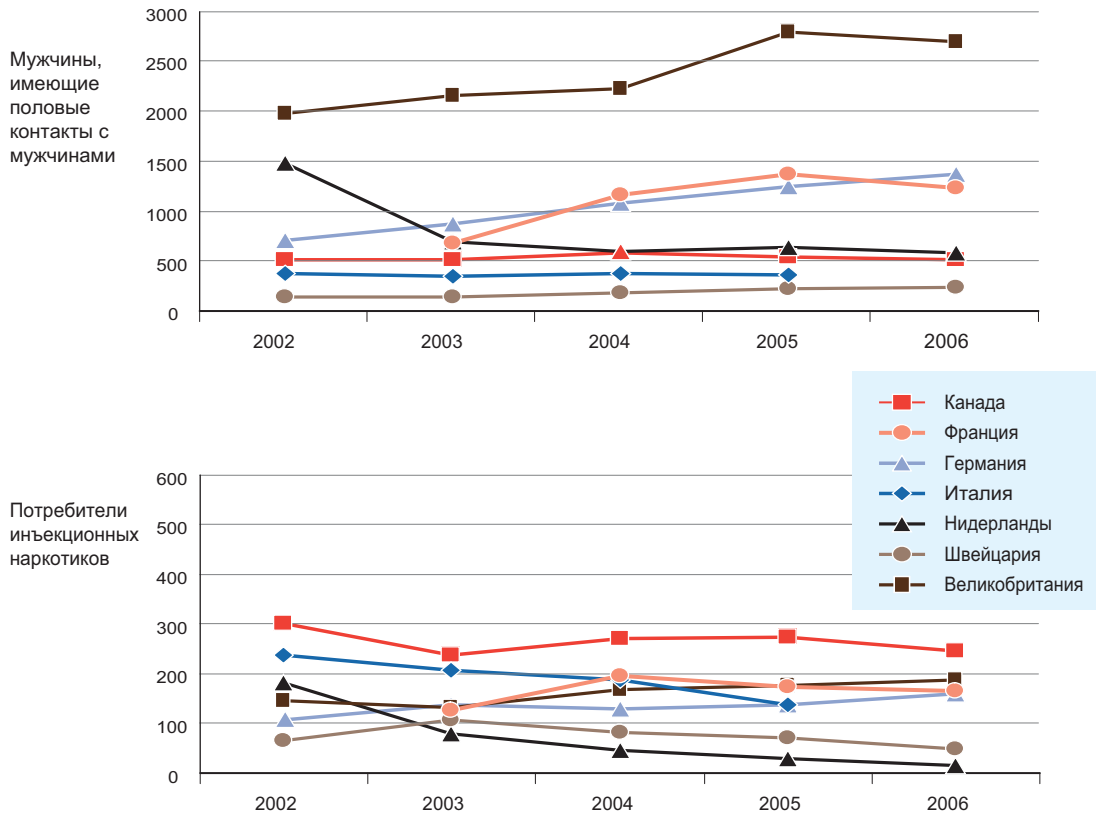 Мужчины,
имеющие
половые
контакты с
мужчинами
3000
2500
2000
1500
1000
500
0
2002 2003 2004 2005 2006
Канада
Франция
Германия
Италия
Нидерланды
Швейцария
Великобритания
Потребители
инъекционных
наркотиков
600
500
400
300
200
100
0
2002 2003 2004 2005 2006